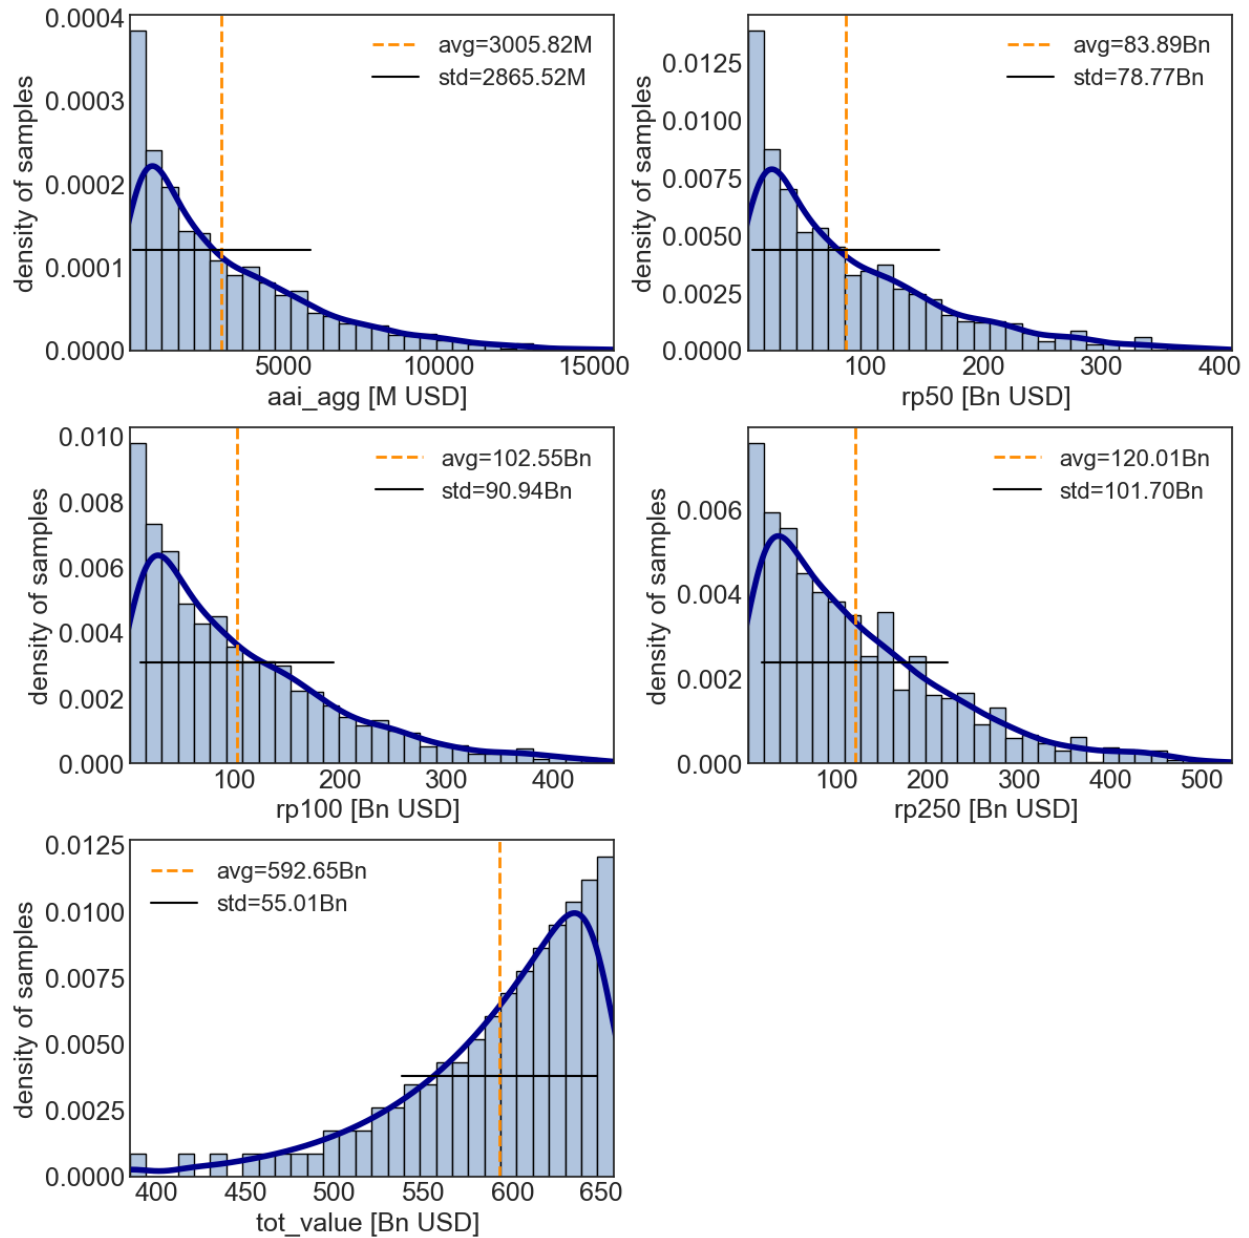 0.0004
0.0003
0.0002
0.0001
0.0000
density of samples
avg=3005.82M
std=2865.52M
5000
10000
15000
aai_agg [M USD]
0.0125
0.0100
0.0075
0.0050
0.0025
0.0000
density of samples
avg=83.89Bn
std=78.77Bn
100
200
300
400
rp50 [Bn USD]
0.010
0.008
0.006
0.004
0.002
0.000
density of samples
avg=102.55Bn
std=90.94Bn
100
200
300
400
rp100 [Bn USD]
0.006
0.004
0.002
0.000
density of samples
avg=120.01Bn
std=101.70Bn
100
200
300
400
500
rp250 [Bn USD]
0.0125
0.0100
0.0075
0.0050
0.0025
0.0000
density of samples
avg=592.65Bn
std=55.01Bn
400
450
500
550
600
650
tot_value [Bn USD]